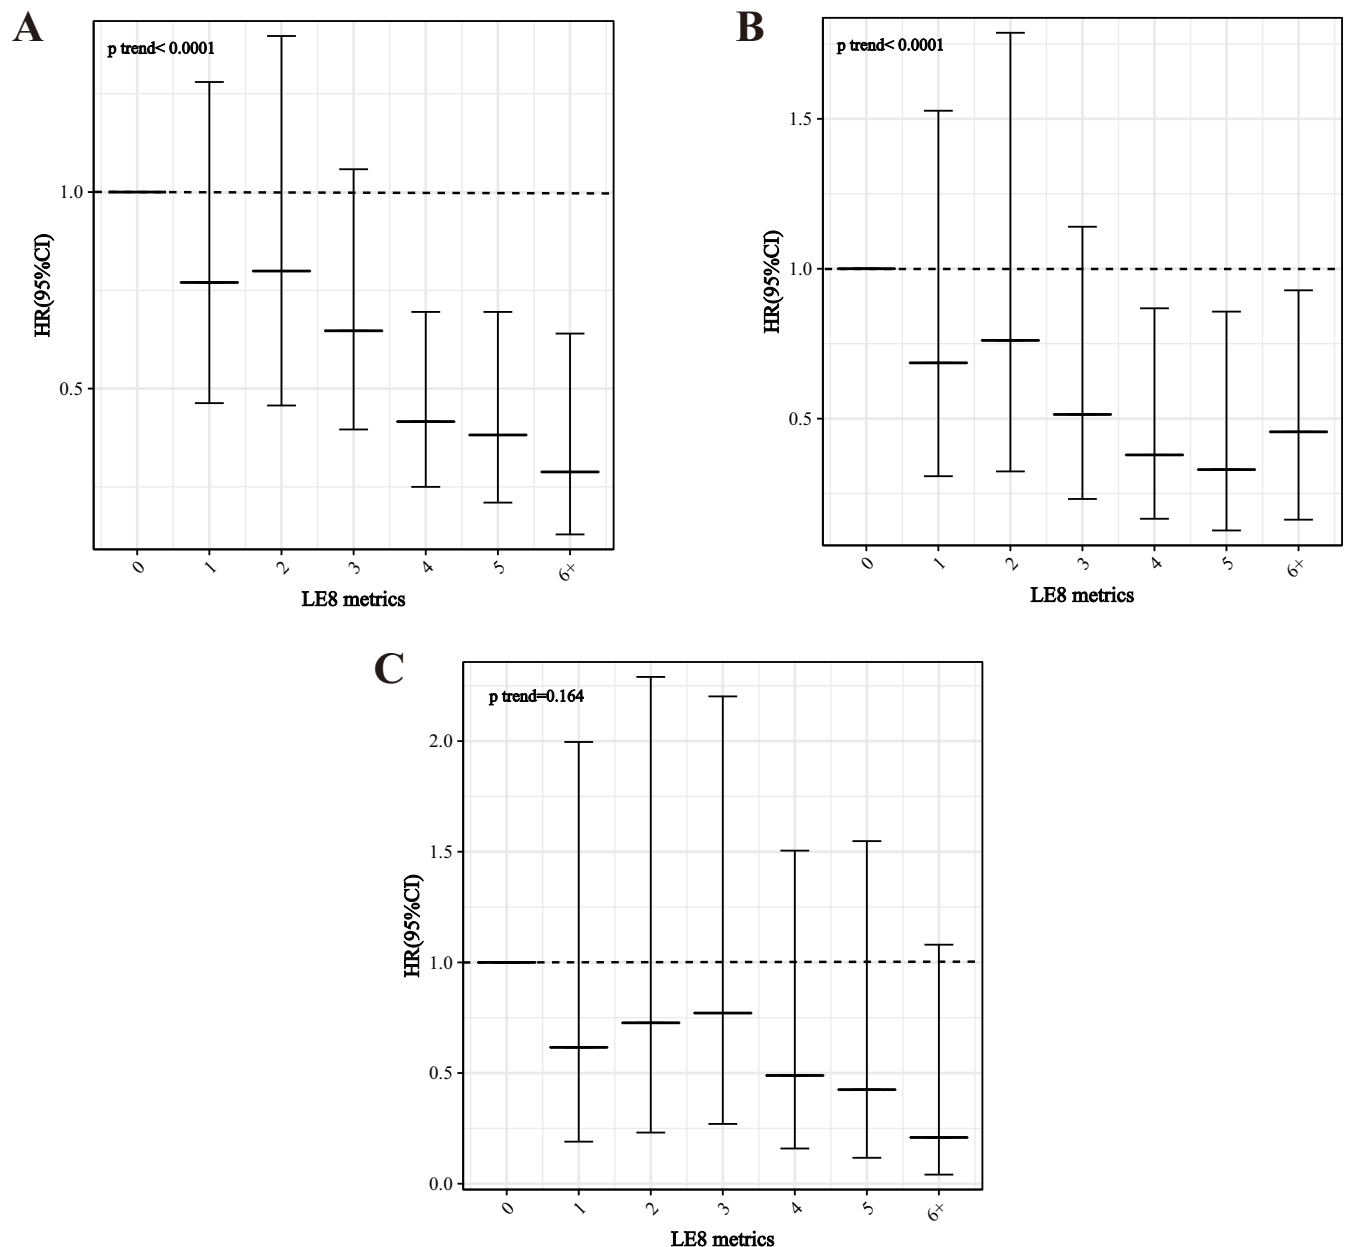 A
p trend< 0.0001
HR(95%CI)
1.0
0.5
0 1 2 3 4 5 6+
LE8 metrics
B
p trend< 0.0001
HR(95%CI)
1.5
1.0
0.5
0 1 2 3 4 5 6+
LE8 metrics
C
p trend=0.164
HR(95%CI)
2.0
1.5
1.0
0.5
0.0
0 1 2 3 4 5 6+
LE8 metrics